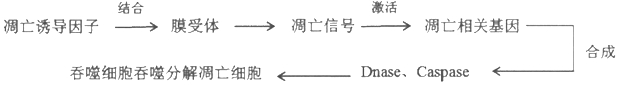 结合 激活
凋亡诱导因子 膜受体 凋亡信号 凋亡相关基因
合成
吞噬细胞吞噬分解凋亡细胞 Dnase、Caspase